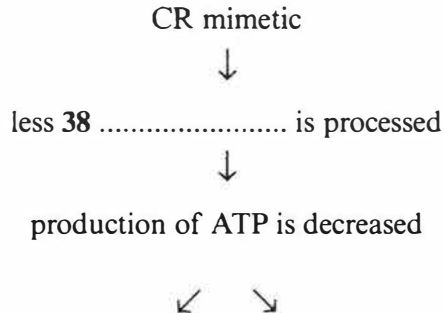 CR mimetic
↓
less 38 ........................ is processed
↓
production of ATP is decreased
↙ ↘